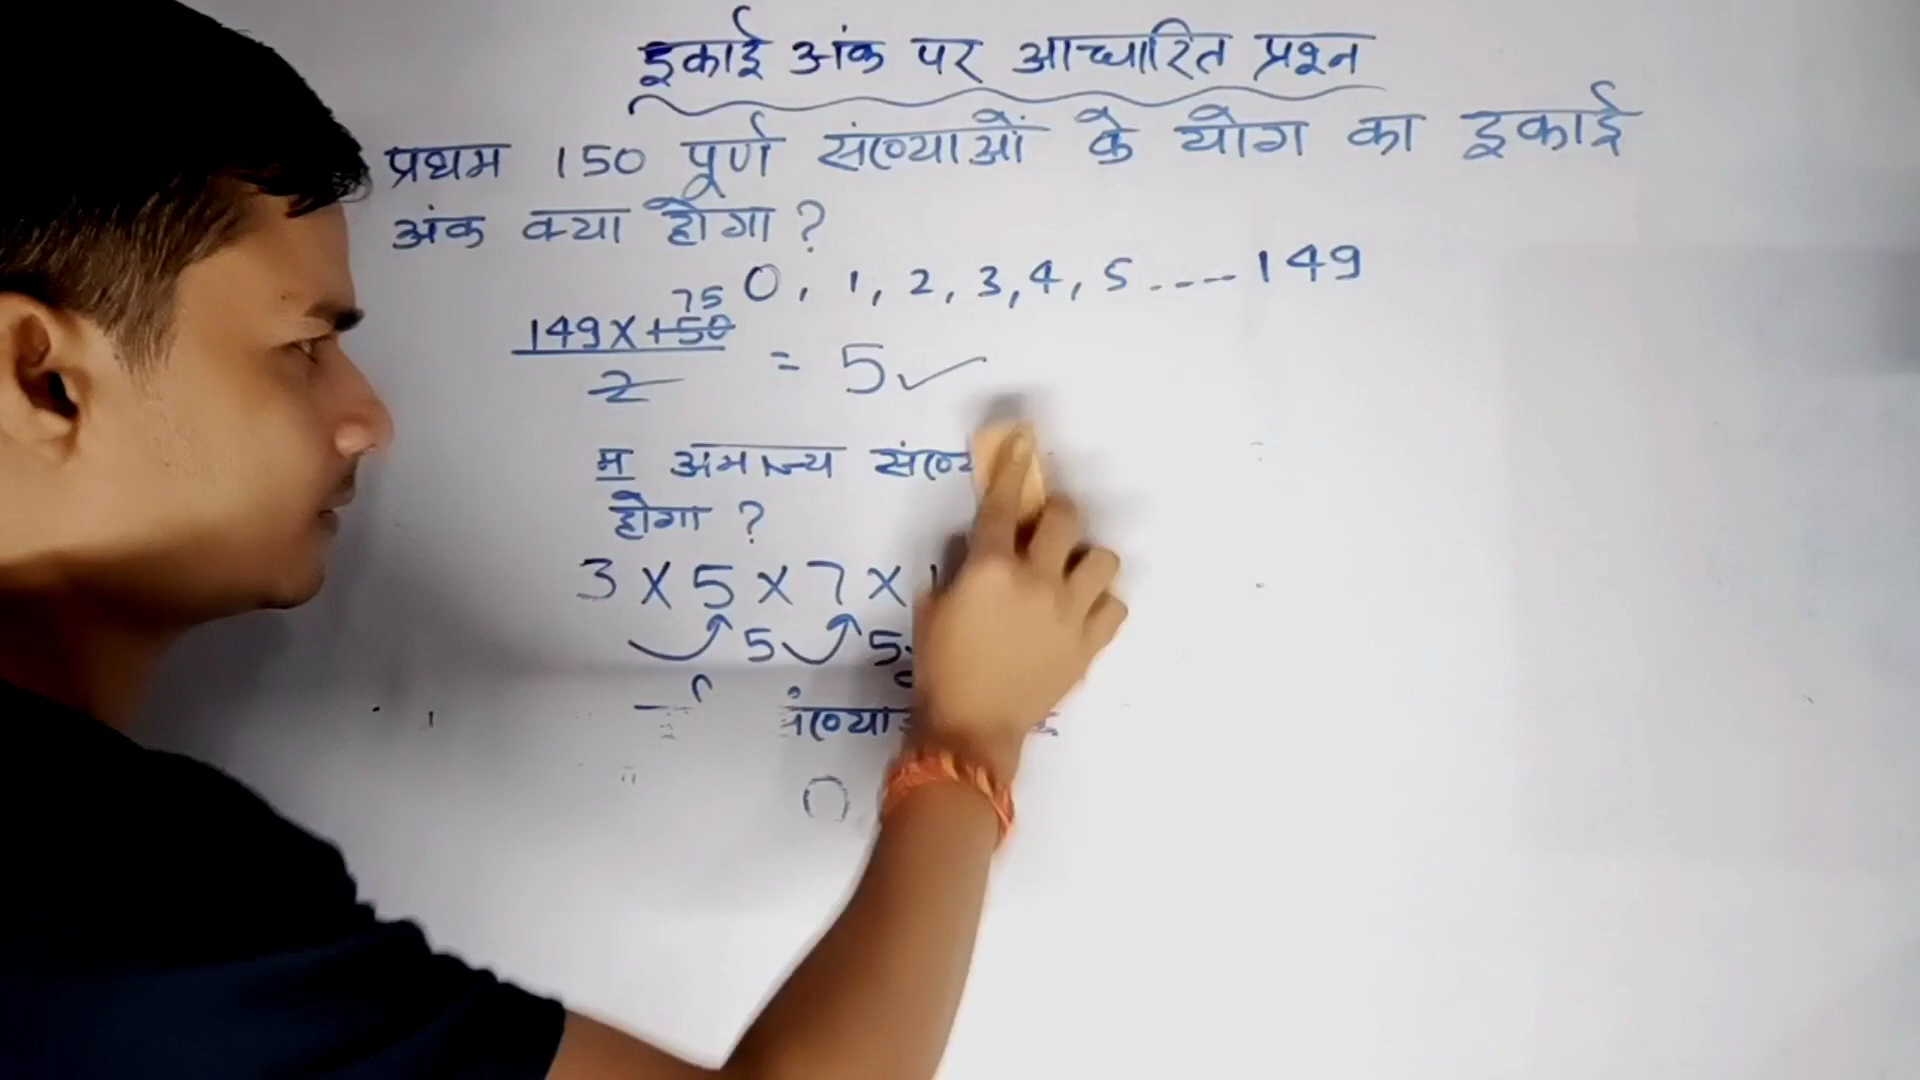 इकाई अंक पर आधारित प्रश्न
प्रथम 150 पूर्ण संख्याओं के योग का इकाई
अंक क्या होगा ?
0, 1, 2, 3, 4, 5 ---- 149
75
149 x 150
2
= 5 ✓
म अभाज्य
होगा ?
3 x 5 x 7 x
5 5